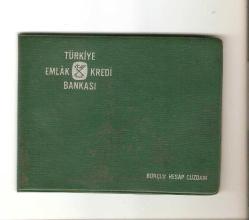 TÜRKİYE
EMLÂK KREDİ
BANKASI
BORÇLU HESAP CÜZDANI